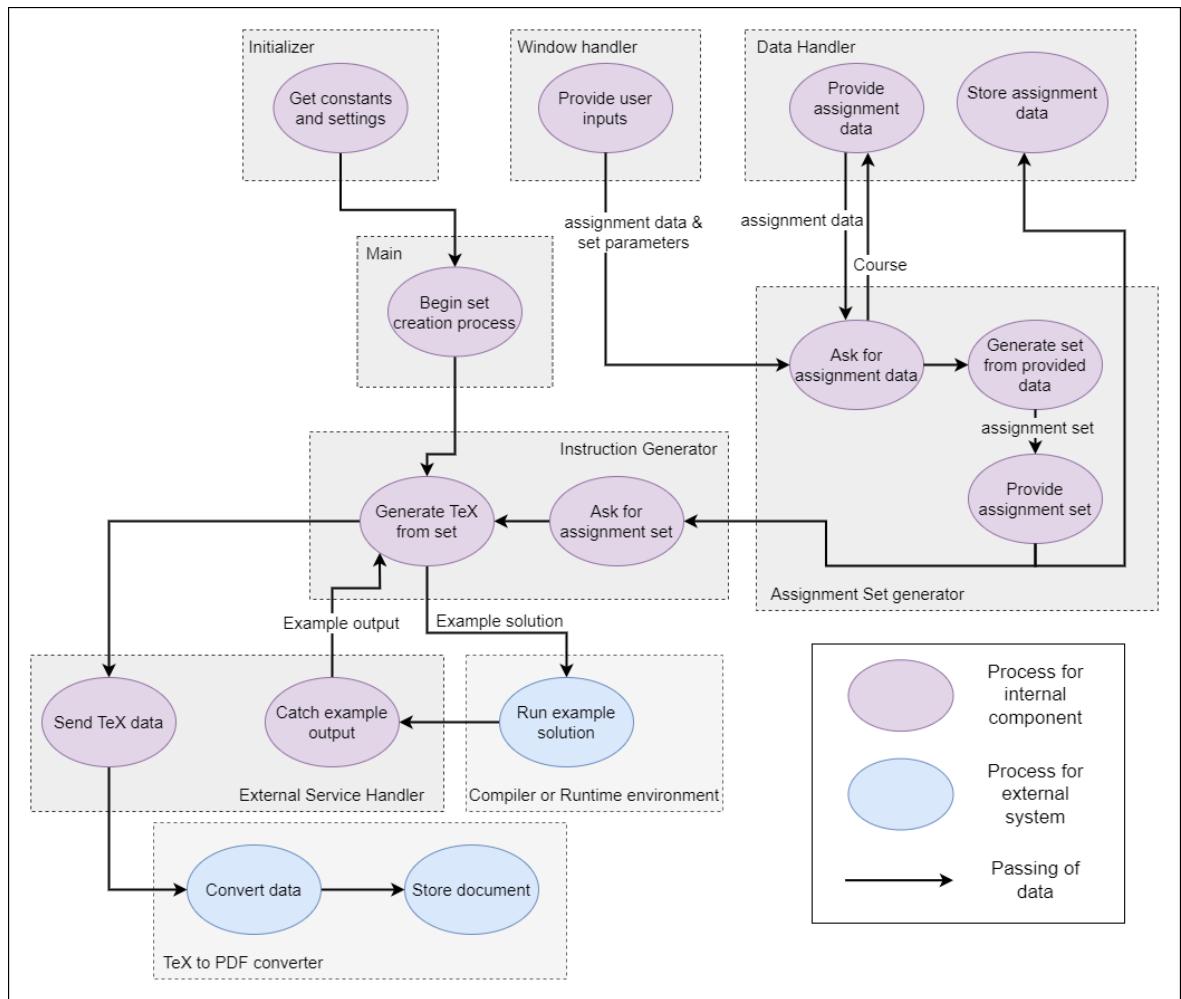 Initializer
Get constants
and settings
Window handler
Provide user
inputs
Data Handler
Provide
assignment
data
Store assignment
data
assignment data &
set parameters
assignment data
Course
Main
Begin set
creation process
Ask for
assignment data
Generate set
from provided
data
assignment set
Provide
assignment set
Assignment Set generator
Instruction Generator
Generate TeX
from set
Ask for
assignment set
Example output
Example solution
Send TeX data
Catch example
output
External Service Handler
Run example
solution
Compiler or Runtime environment
Convert data
Store document
TeX to PDF converter
Process for
internal
component
Process for
external
system
Passing of
data